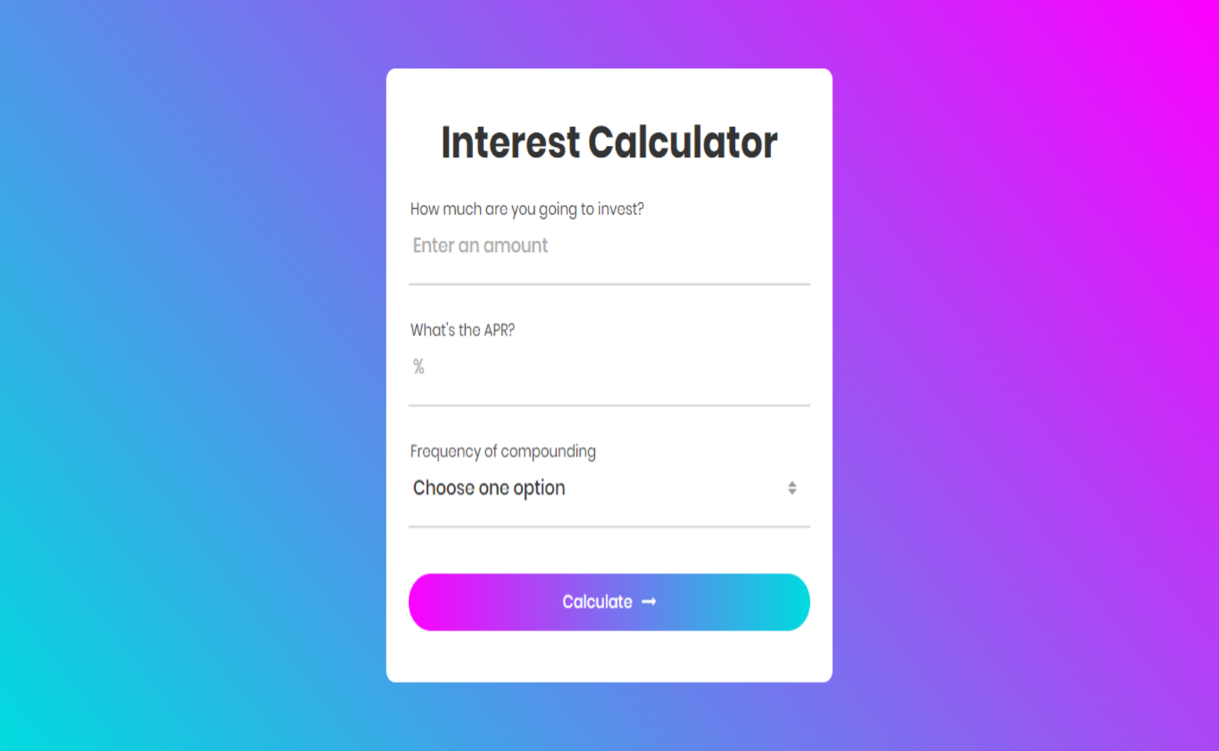 Interest Calculator
How much are you going to invest?
Enter an amount
What's the APR?
%
Frequency of compounding
Choose one option
Calculate